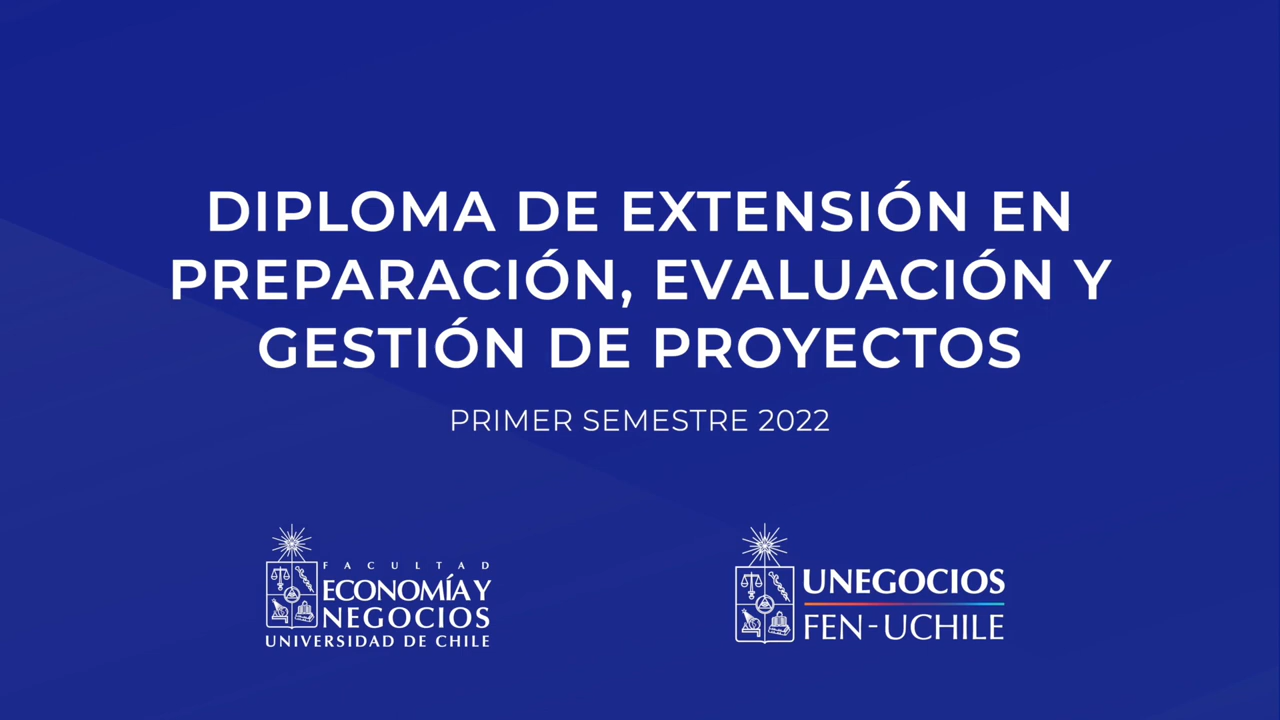 DIPLOMA DE EXTENSIÓN EN
PREPARACIÓN, EVALUACIÓN Y
GESTIÓN DE PROYECTOS
PRIMER SEMESTRE 2022
FACULTAD
ECONOMÍA Y
NEGOCIOS
UNIVERSIDAD DE CHILE
UNEGOCIOS
FEN-UCHILE